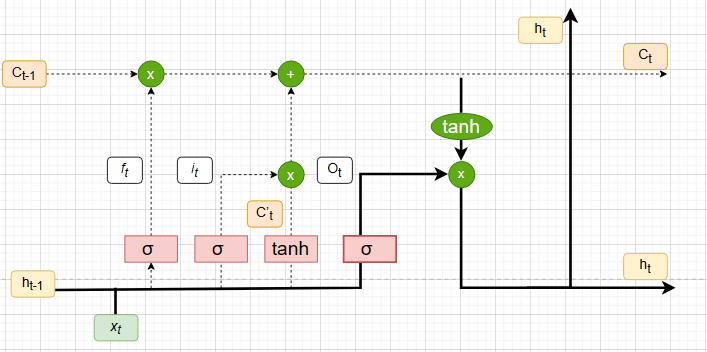 hₜ
Cₜ₋₁
x
+
Cₜ
tanh
fₜ
iₜ
x
Oₜ
x
C'ₜ
σ
σ
tanh
σ
hₜ₋₁
hₜ
xₜ